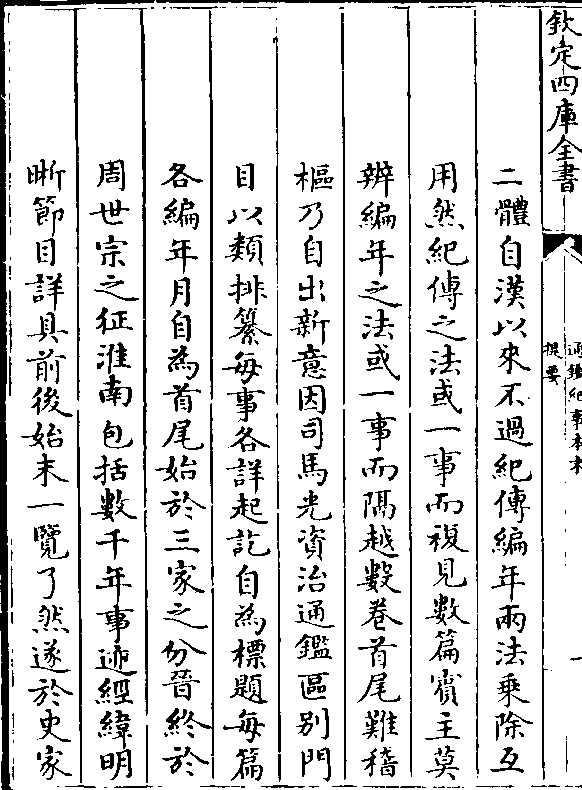 欽定四庫全書
通鑑紀事本末
提要
二體自漢以來不過紀傳編年兩法乗除互
用然紀傳之法或一事而複見數篇賓主莫
辨編年之法或一事而隔越數卷首尾難稽
樞乃自出新意因司馬光資治通鑑區别門
目以類排纂每事各詳起訖自為標題每篇
各編年月自為首尾始於三家之分晉終於
周世宗之征淮南包括數千年事迹經緯明
晰節目詳具前後始末一覽了然遂於史家